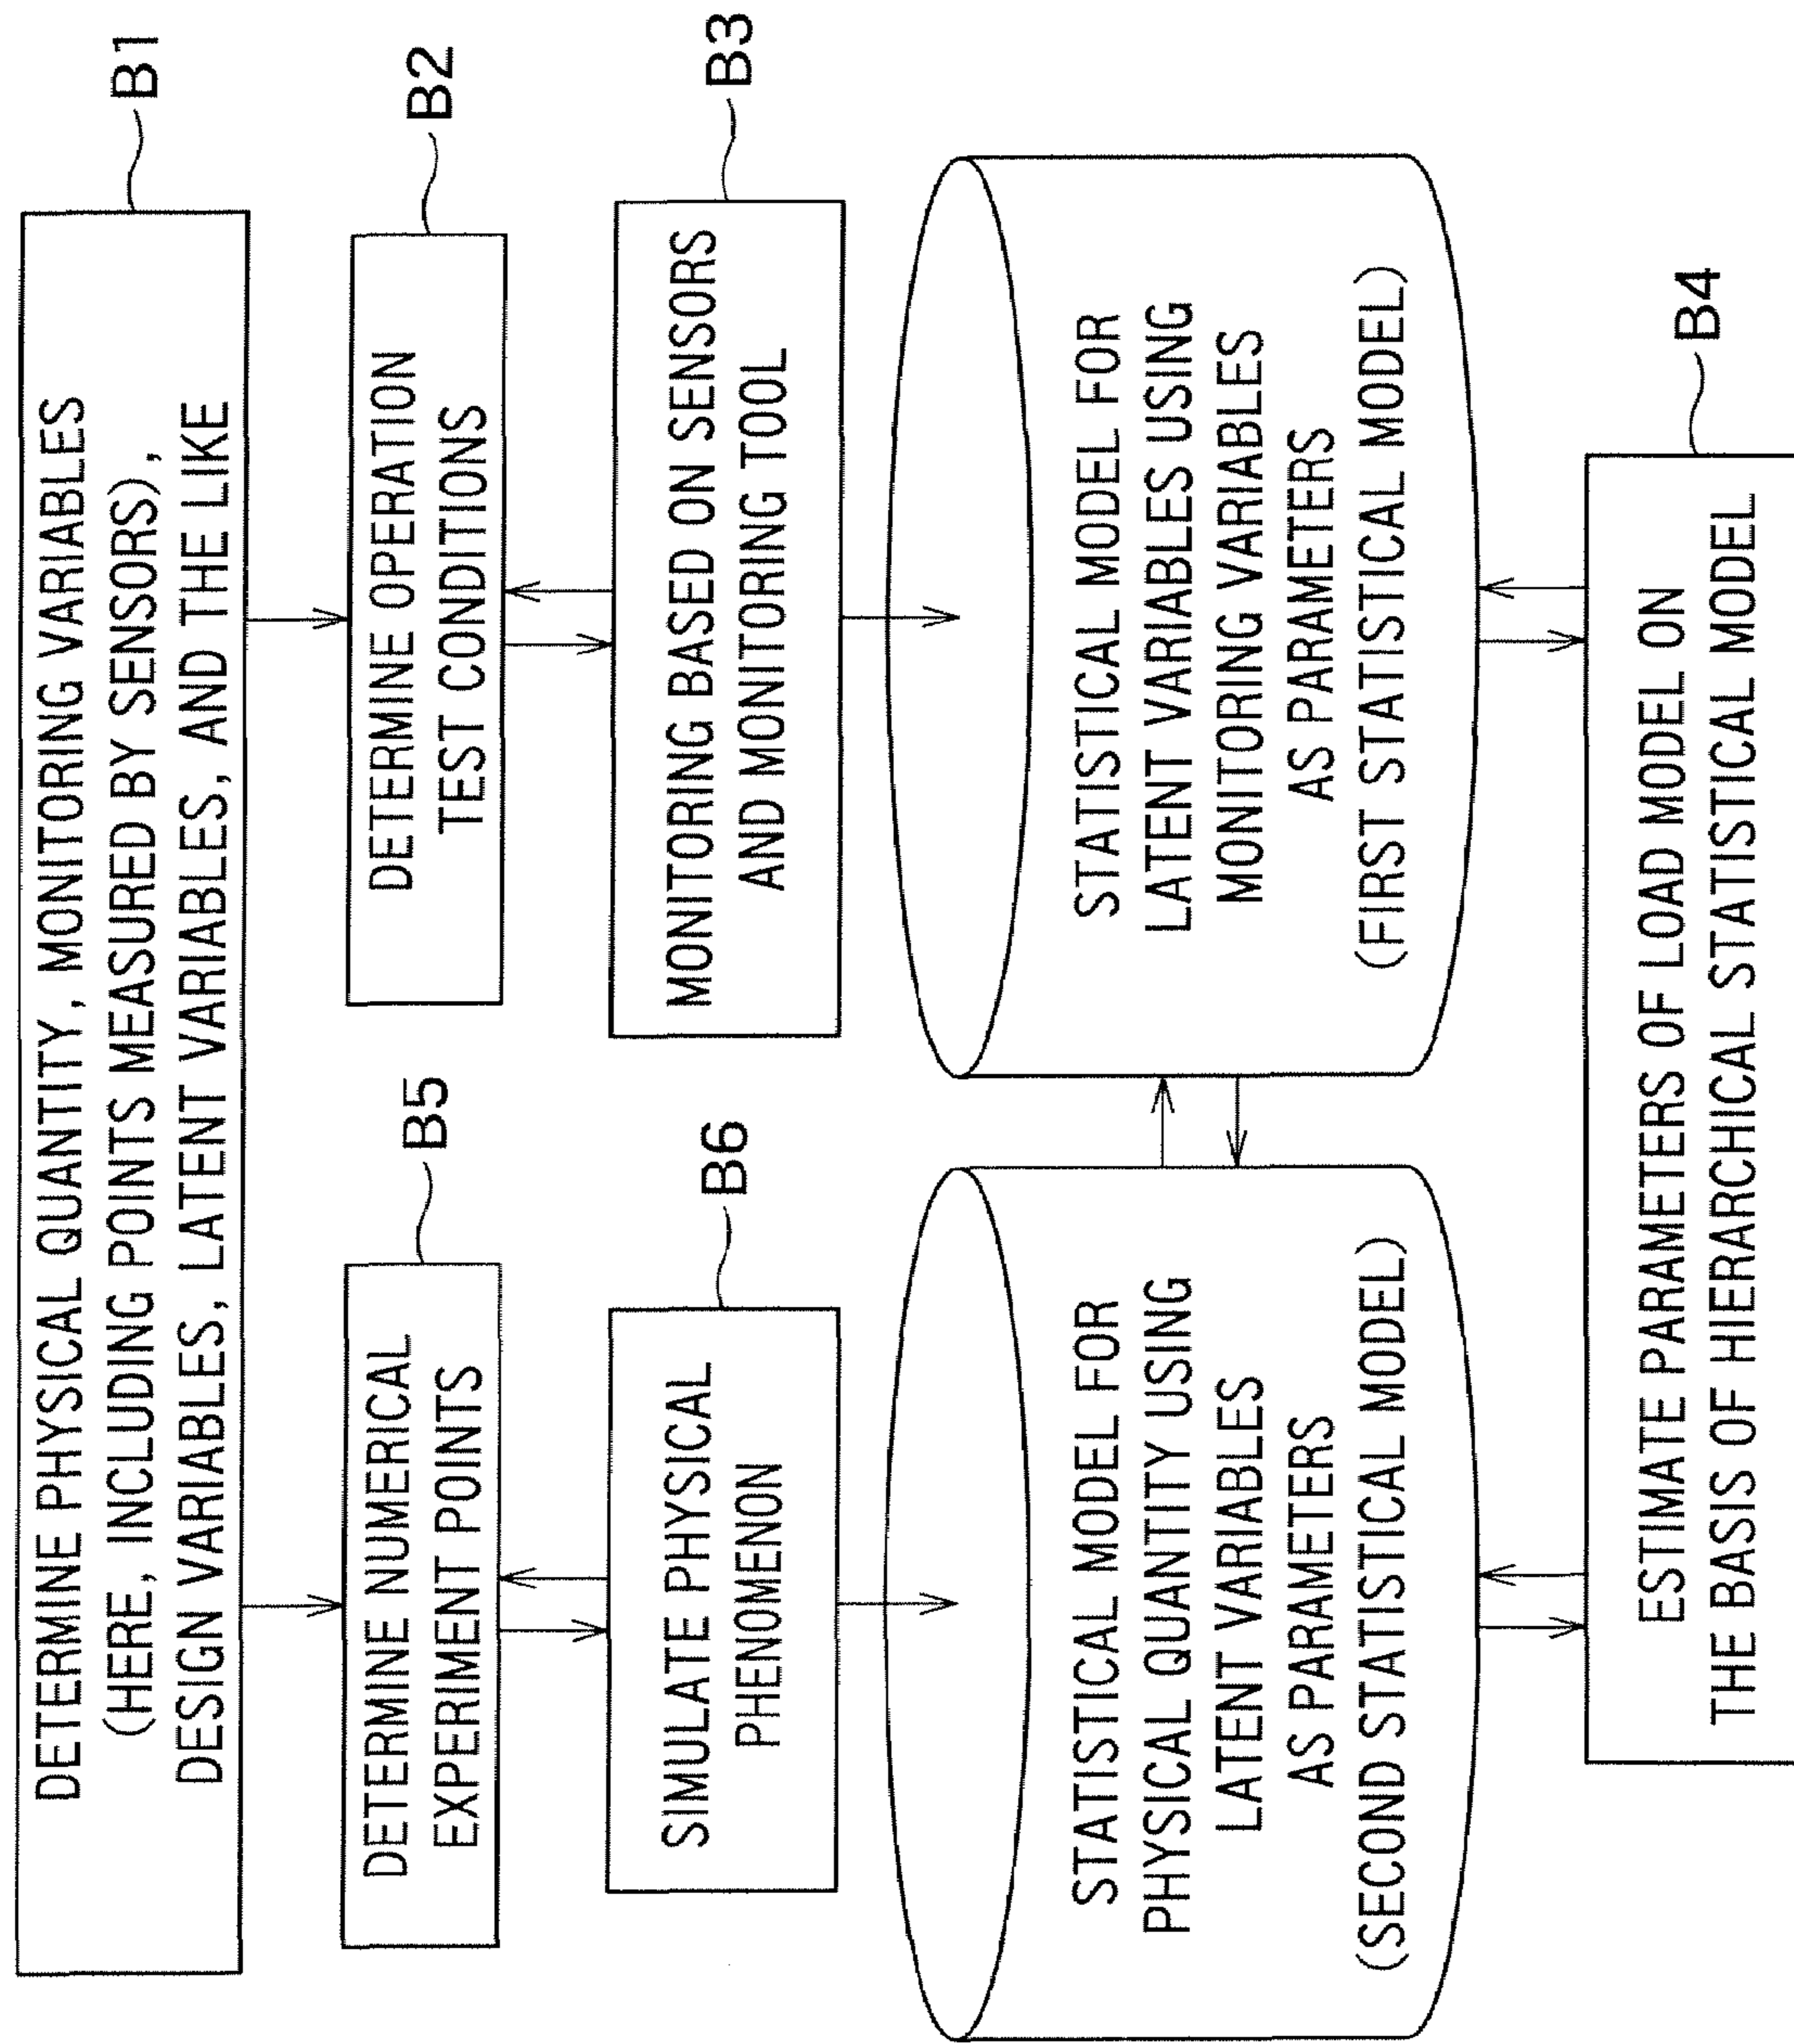 DETERMINE PHYSICAL QUANTITY, MONITORING VARIABLES
(HERE, INCLUDING POINTS MEASURED BY SENSORS),
DESIGN VARIABLES, LATENT VARIABLES, AND THE LIKE
B1
DETERMINE NUMERICAL
EXPERIMENT POINTS
B5
DETERMINE OPERATION
TEST CONDITIONS
B2
SIMULATE PHYSICAL
PHENOMENON
B6
MONITORING BASED ON SENSORS
AND MONITORING TOOL
B3
STATISTICAL MODEL FOR
PHYSICAL QUANTITY USING
LATENT VARIABLES
AS PARAMETERS
(SECOND STATISTICAL MODEL)
STATISTICAL MODEL FOR
LATENT VARIABLES USING
MONITORING VARIABLES
AS PARAMETERS
(FIRST STATISTICAL MODEL)
ESTIMATE PARAMETERS OF LOAD MODEL ON
THE BASIS OF HIERARCHICAL STATISTICAL MODEL
B4